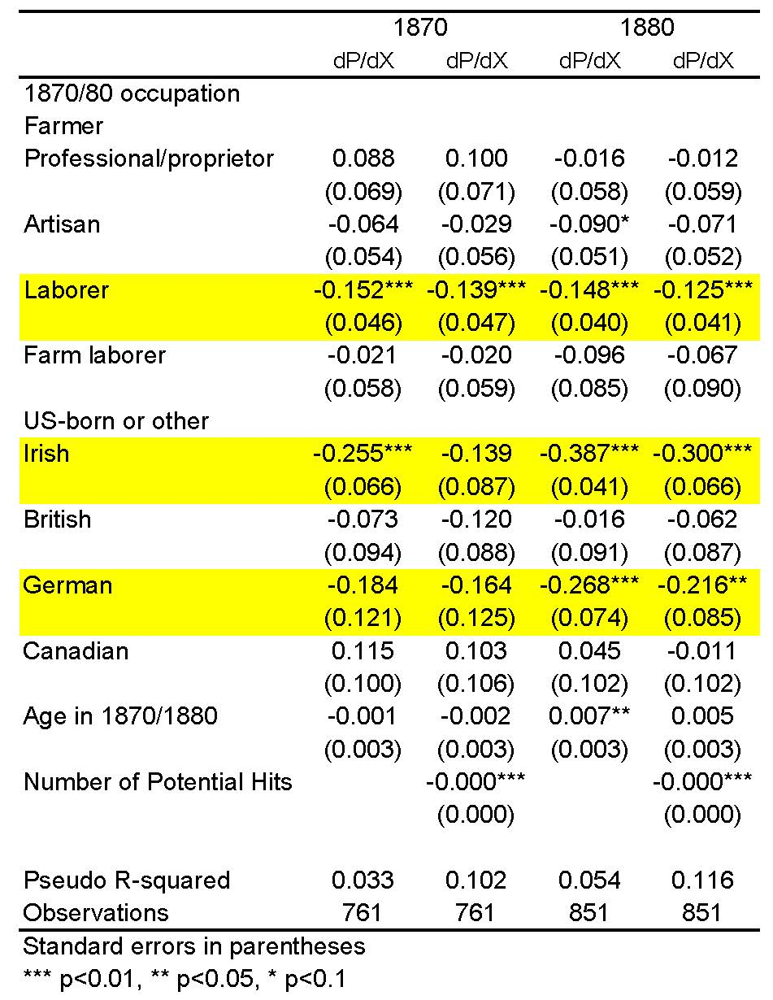 1870 1880
dP/dX dP/dX dP/dX dP/dX
1870/80 occupation
Farmer
Professional/proprietor 0.088 0.100 -0.016 -0.012
(0.069) (0.071) (0.058) (0.059)
Artisan -0.064 -0.029 -0.090* -0.071
(0.054) (0.056) (0.051) (0.052)
Laborer -0.152*** -0.139*** -0.148*** -0.125***
(0.046) (0.047) (0.040) (0.041)
Farm laborer -0.021 -0.020 -0.096 -0.067
(0.058) (0.059) (0.085) (0.090)
US-born or other
Irish -0.255*** -0.139 -0.387*** -0.300***
(0.066) (0.087) (0.041) (0.066)
British -0.073 -0.120 -0.016 -0.062
(0.094) (0.088) (0.091) (0.087)
German -0.184 -0.164 -0.268*** -0.216**
(0.121) (0.125) (0.074) (0.085)
Canadian 0.115 0.103 0.045 -0.011
(0.100) (0.106) (0.102) (0.102)
Age in 1870/1880 -0.001 -0.002 0.007** 0.005
(0.003) (0.003) (0.003) (0.003)
Number of Potential Hits -0.000*** -0.000***
(0.000) (0.000)
Pseudo R-squared 0.033 0.102 0.054 0.116
Observations 761 761 851 851
Standard errors in parentheses
*** p<0.01, ** p<0.05, * p<0.1